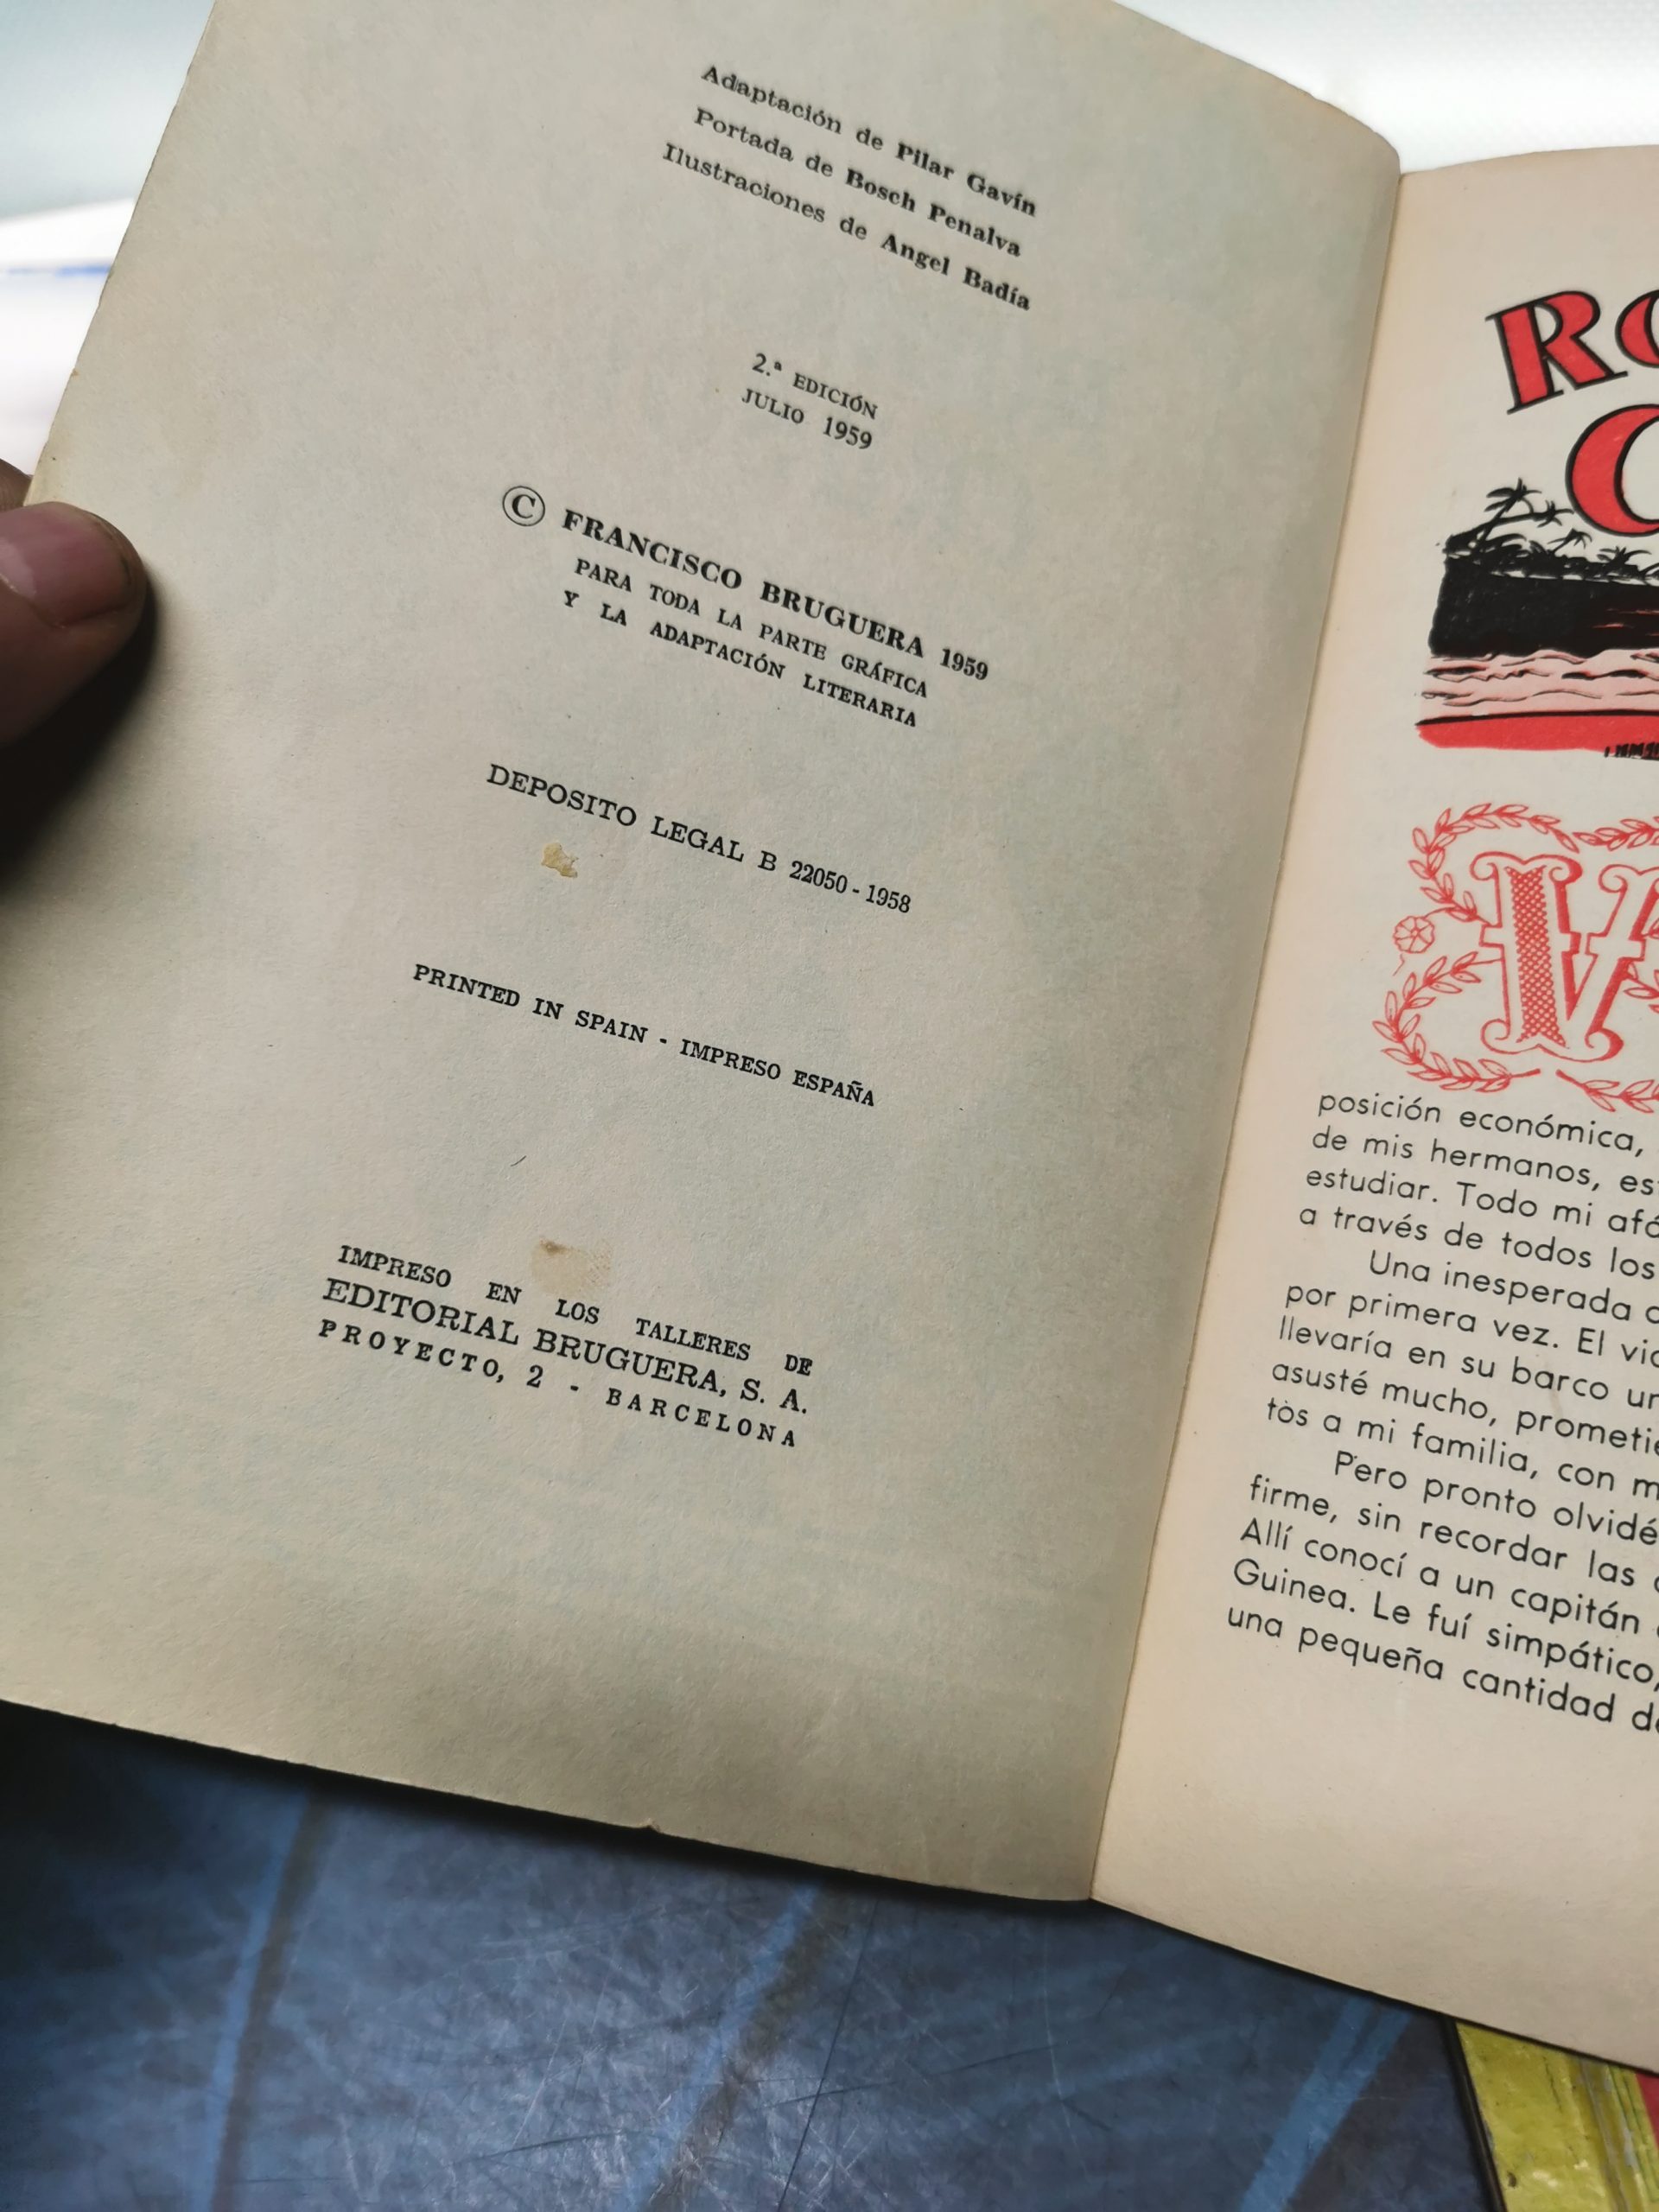 Adaptación de Pilar Gavín
Portada de Bosch Penalva
Ilustraciones de Angel Badía
2.ª EDICIÓN
JULIO 1959
© FRANCISCO BRUGUERA 1959
PARA TODA LA PARTE GRÁFICA
Y LA ADAPTACIÓN LITERARIA
DEPOSITO LEGAL B 22050 - 1958
PRINTED IN SPAIN - IMPRESO ESPAÑA
IMPRESO EN LOS TALLERES DE
EDITORIAL BRUGUERA, S. A.
PROYECTO, 2 - BARCELONA
posición económica,
de mis hermanos,
estudiar. Todo mi
a través de todos los
Una inesperada
por primera vez. El
llevaría en su barco
asusté mucho,
tos a mi familia, con
Pero pronto olvidé
firme, sin recordar las
Allí conocí a un capitán
Guinea. Le fuí simpático,
una pequeña cantidad